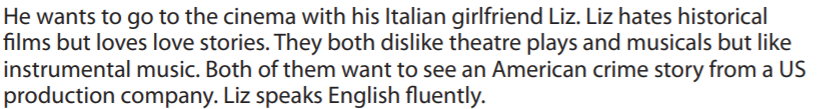 He wants to go to the cinema with his Italian girlfriend Liz. Liz hates historical
films but loves love stories. They both dislike theatre plays and musicals but like
instrumental music. Both of them want to see an American crime story from a US
production company. Liz speaks English fluently.